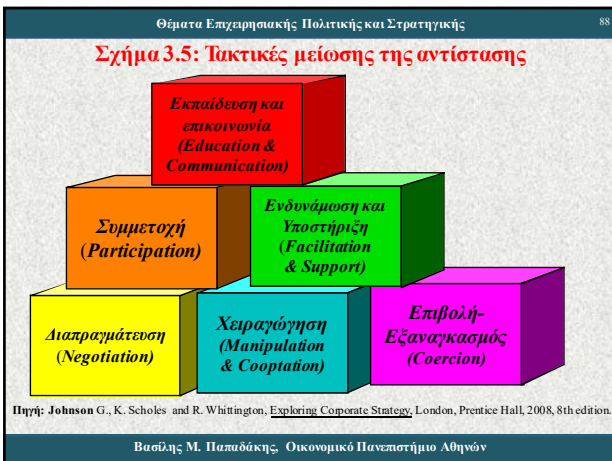 Θέματα Επιχειρησιακής Πολιτικής και Στρατηγικής
88
Σχήμα 3.5: Τακτικές μείωσης της αντίστασης
Εκπαίδευση και
επικοινωνία
(Education &
Communication)
Συμμετοχή
(Participation)
Ενδυνάμωση και
Υποστήριξη
(Facilitation
& Support)
Διαπραγμάτευση
(Negotiation)
Χειραγώγηση
(Manipulation
& Cooptation)
Επιβολή-
Εξαναγκασμός
(Coercion)
Πηγή: Johnson G., K. Scholes and R. Whittington, Exploring Corporate Strategy, London, Prentice Hall, 2008, 8th edition.
Βασίλης Μ. Παπαδάκης, Οικονομικό Πανεπιστήμιο Αθηνών